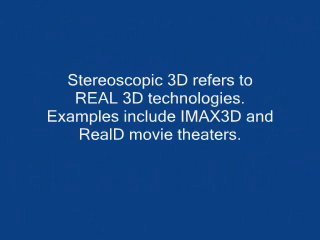 Stereoscopic 3D refers to
REAL 3D technologies.
Examples include IMAX3D and
RealD movie theaters.